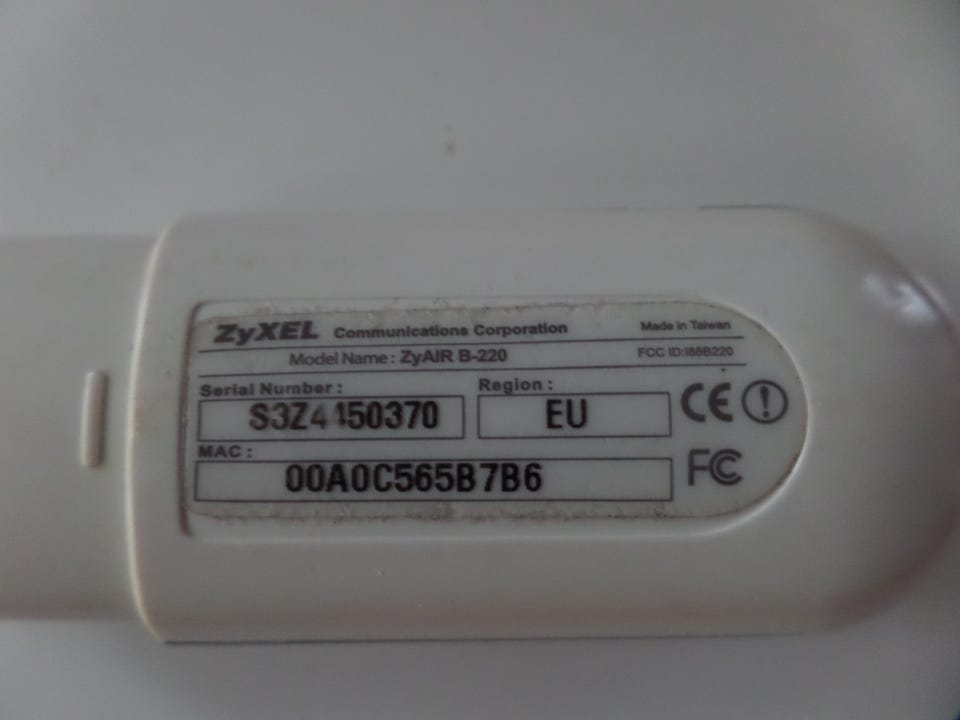 ZyXEL Communications Corporation Made in Taiwan
Model Name : ZyAIR B-220 FCC ID:I88B220
Serial Number : Region :
S3Z4450370 EU CE
MAC : FC
00A0C565B7B6